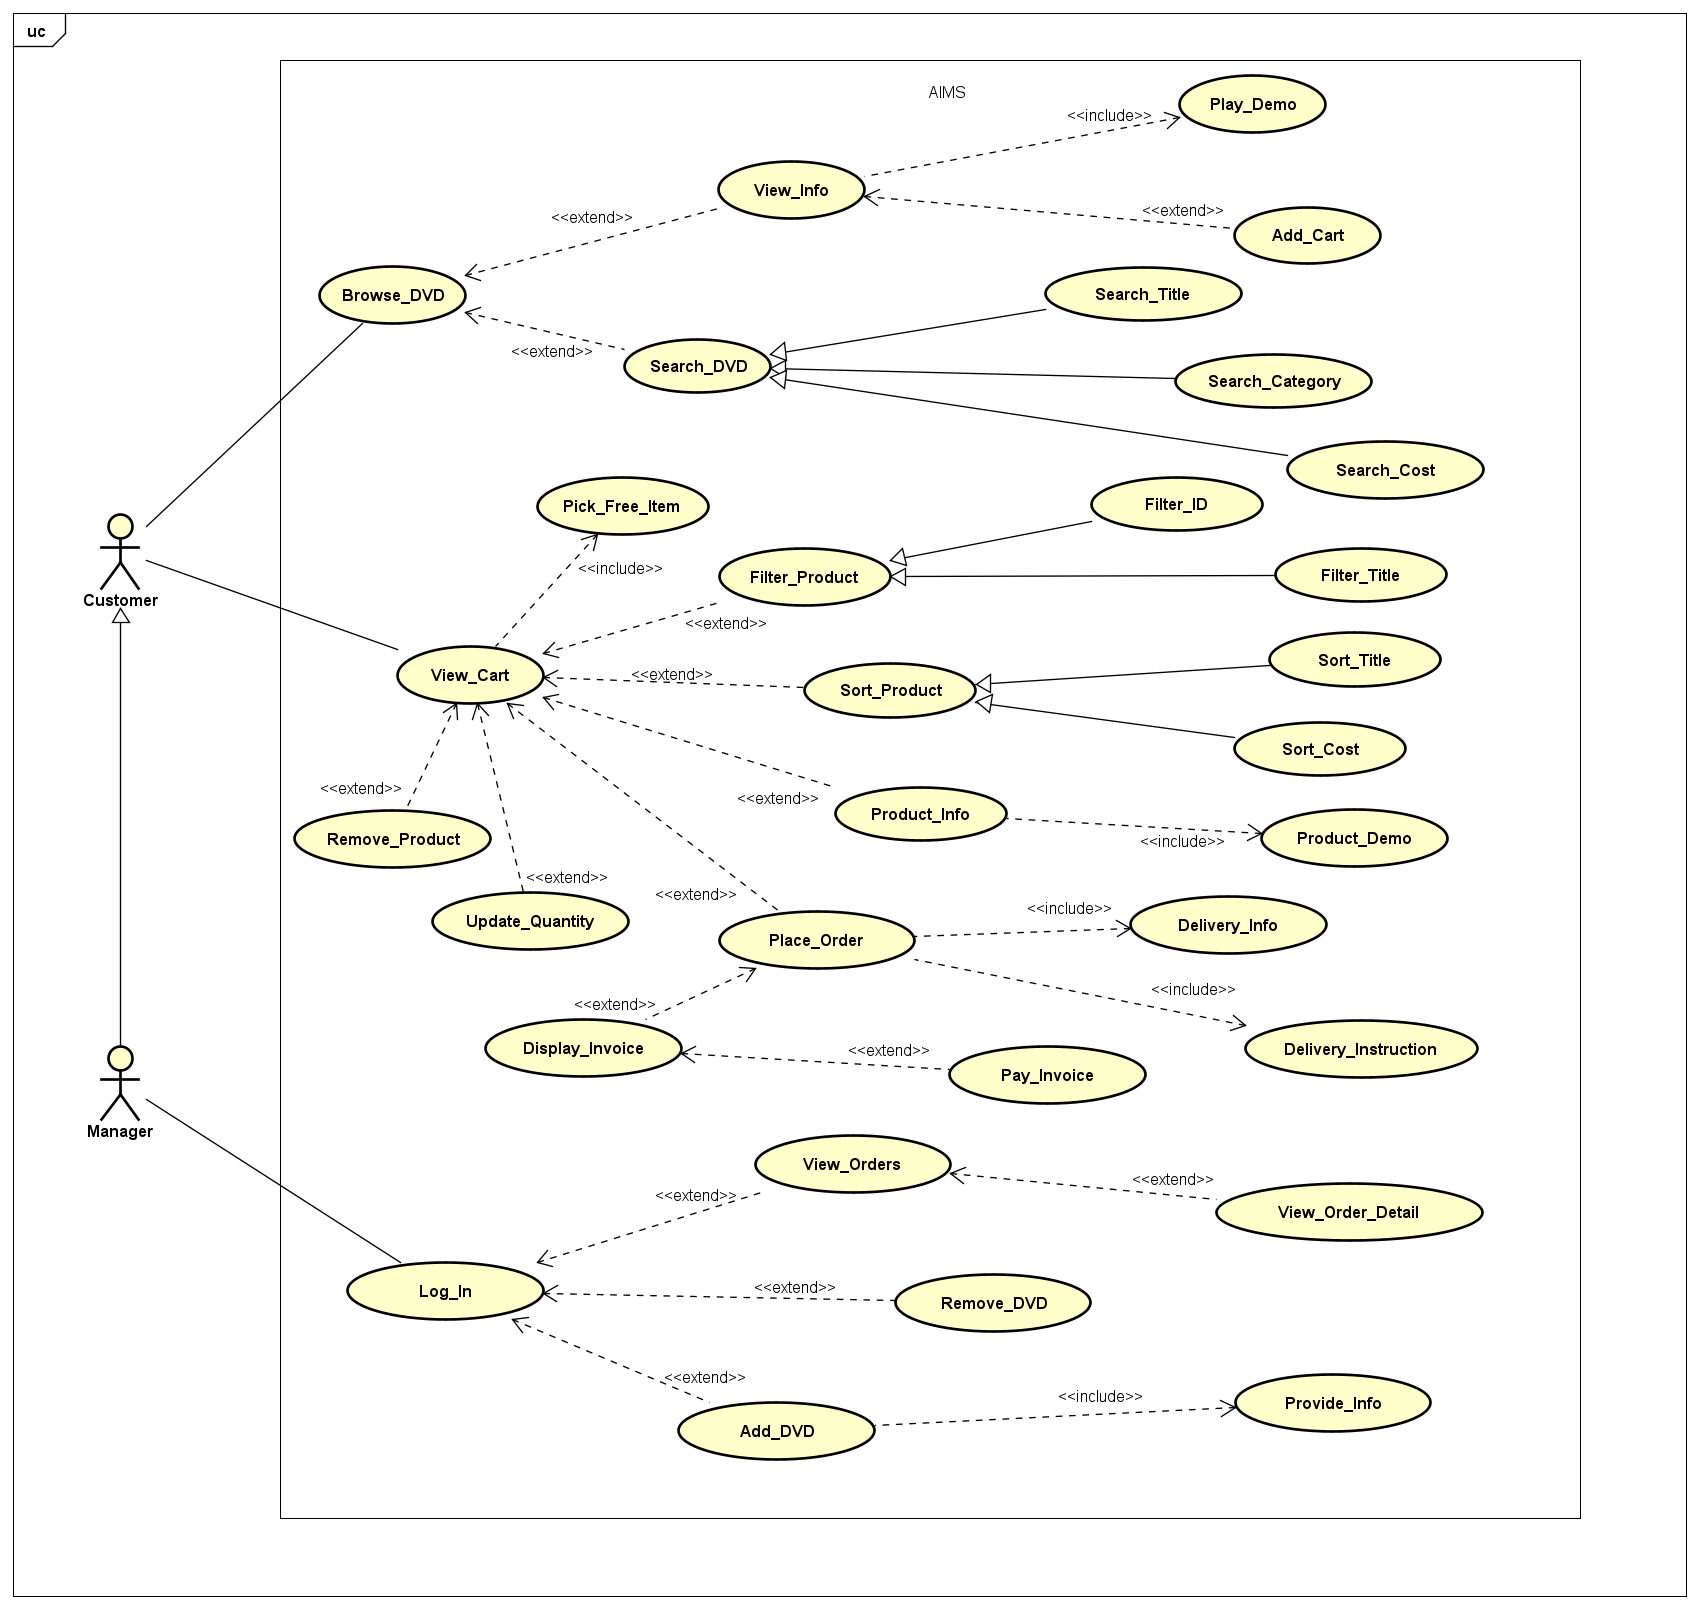 uc
AIMS
Play_Demo
<<include>>
View_Info
<<extend>>
<<extend>>
Add_Cart
Browse_DVD
Search_Title
<<extend>>
Search_DVD
Search_Category
Search_Cost
Pick_Free_Item
Filter_ID
<<include>>
Filter_Product
Filter_Title
Customer
<<extend>>
View_Cart
<<extend>>
Sort_Product
Sort_Title
Sort_Cost
<<extend>>
<<extend>>
Product_Info
Remove_Product
Product_Demo
<<include>>
<<extend>>
<<extend>>
Update_Quantity
<<include>>
Delivery_Info
Place_Order
<<include>>
<<extend>>
Display_Invoice
<<extend>>
Delivery_Instruction
Pay_Invoice
Manager
View_Orders
<<extend>>
<<extend>>
View_Order_Detail
Log_In
<<extend>>
Remove_DVD
<<extend>>
<<include>>
Provide_Info
Add_DVD